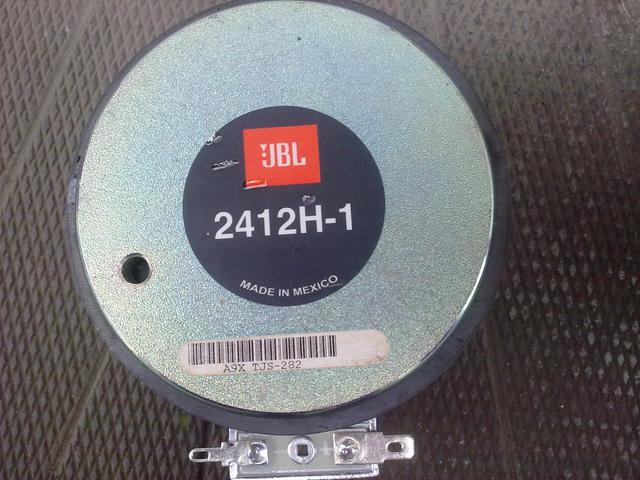 JBL
2412H-1
MADE IN MEXICO
A9X TJS-282